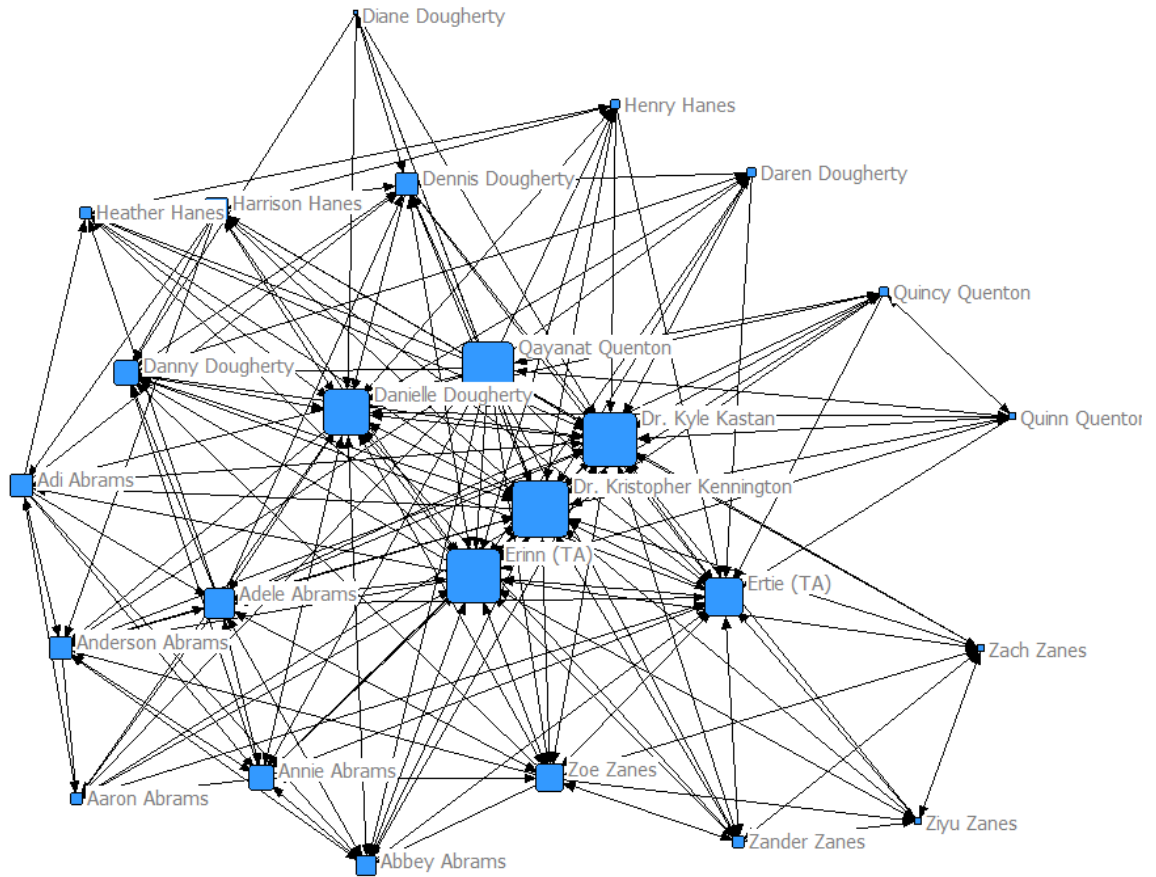 Diane Dougherty
Henry Hanes
Dennis Dougherty
Daren Dougherty
Heather Hanes
Harrison Hanes
Quincy Quenton
Qayanat Quenton
Danny Dougherty
Danielle Dougherty
Dr. Kyle Kastan
Quinn Quenton
Adi Abrams
Dr. Kristopher Kennington
Erinn (TA)
Ertie (TA)
Adele Abrams
Anderson Abrams
Zach Zanes
Annie Abrams
Zoe Zanes
Aaron Abrams
Ziyu Zanes
Zander Zanes
Abbey Abrams